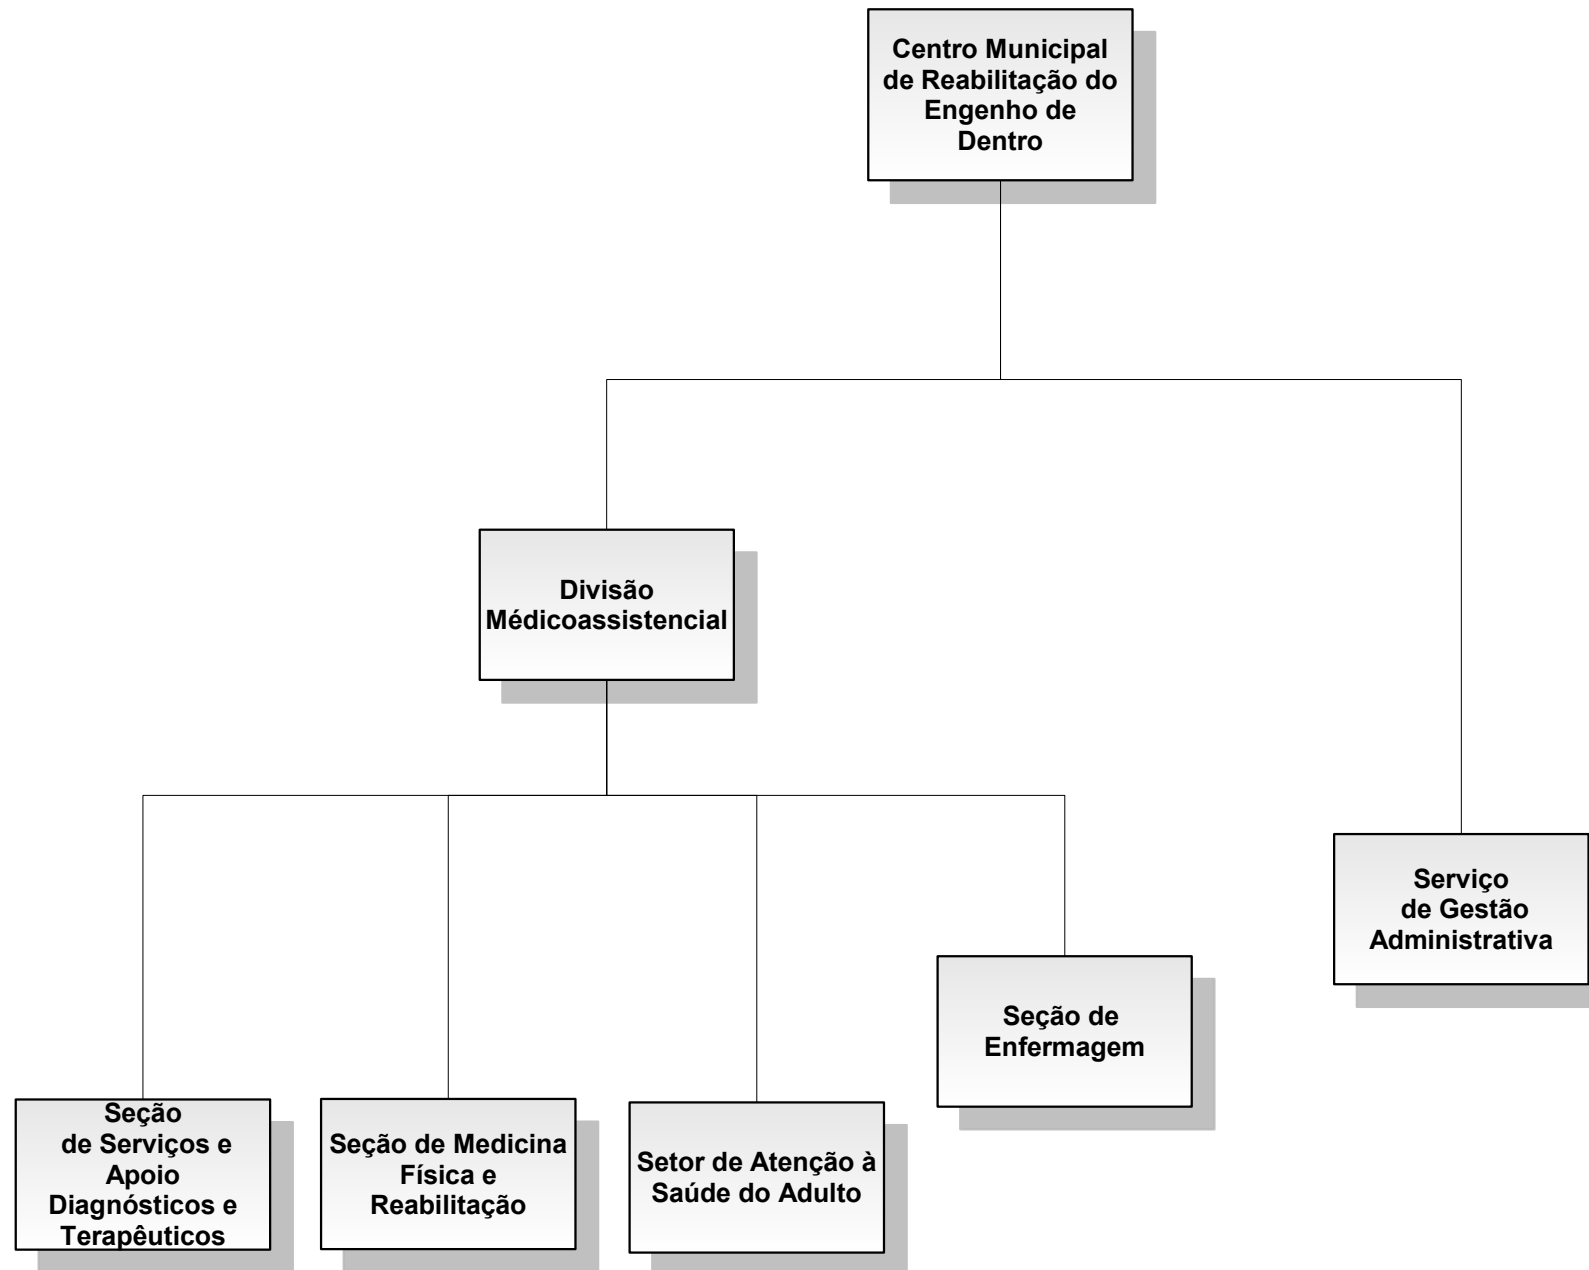 Centro Municipal
de Reabilitação do
Engenho de
Dentro
Divisão
Médicoassistencial
Serviço
de Gestão
Administrativa
Seção de
Enfermagem
Seção
de Serviços e
Apoio
Diagnósticos e
Terapêuticos
Seção de Medicina
Física e
Reabilitação
Setor de Atenção à
Saúde do Adulto